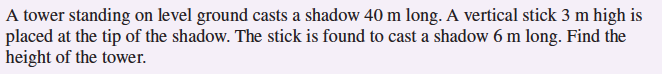 A tower standing on level ground casts a shadow 40 m long. A vertical stick 3 m high is
placed at the tip of the shadow. The stick is found to cast a shadow 6 m long. Find the
height of the tower.